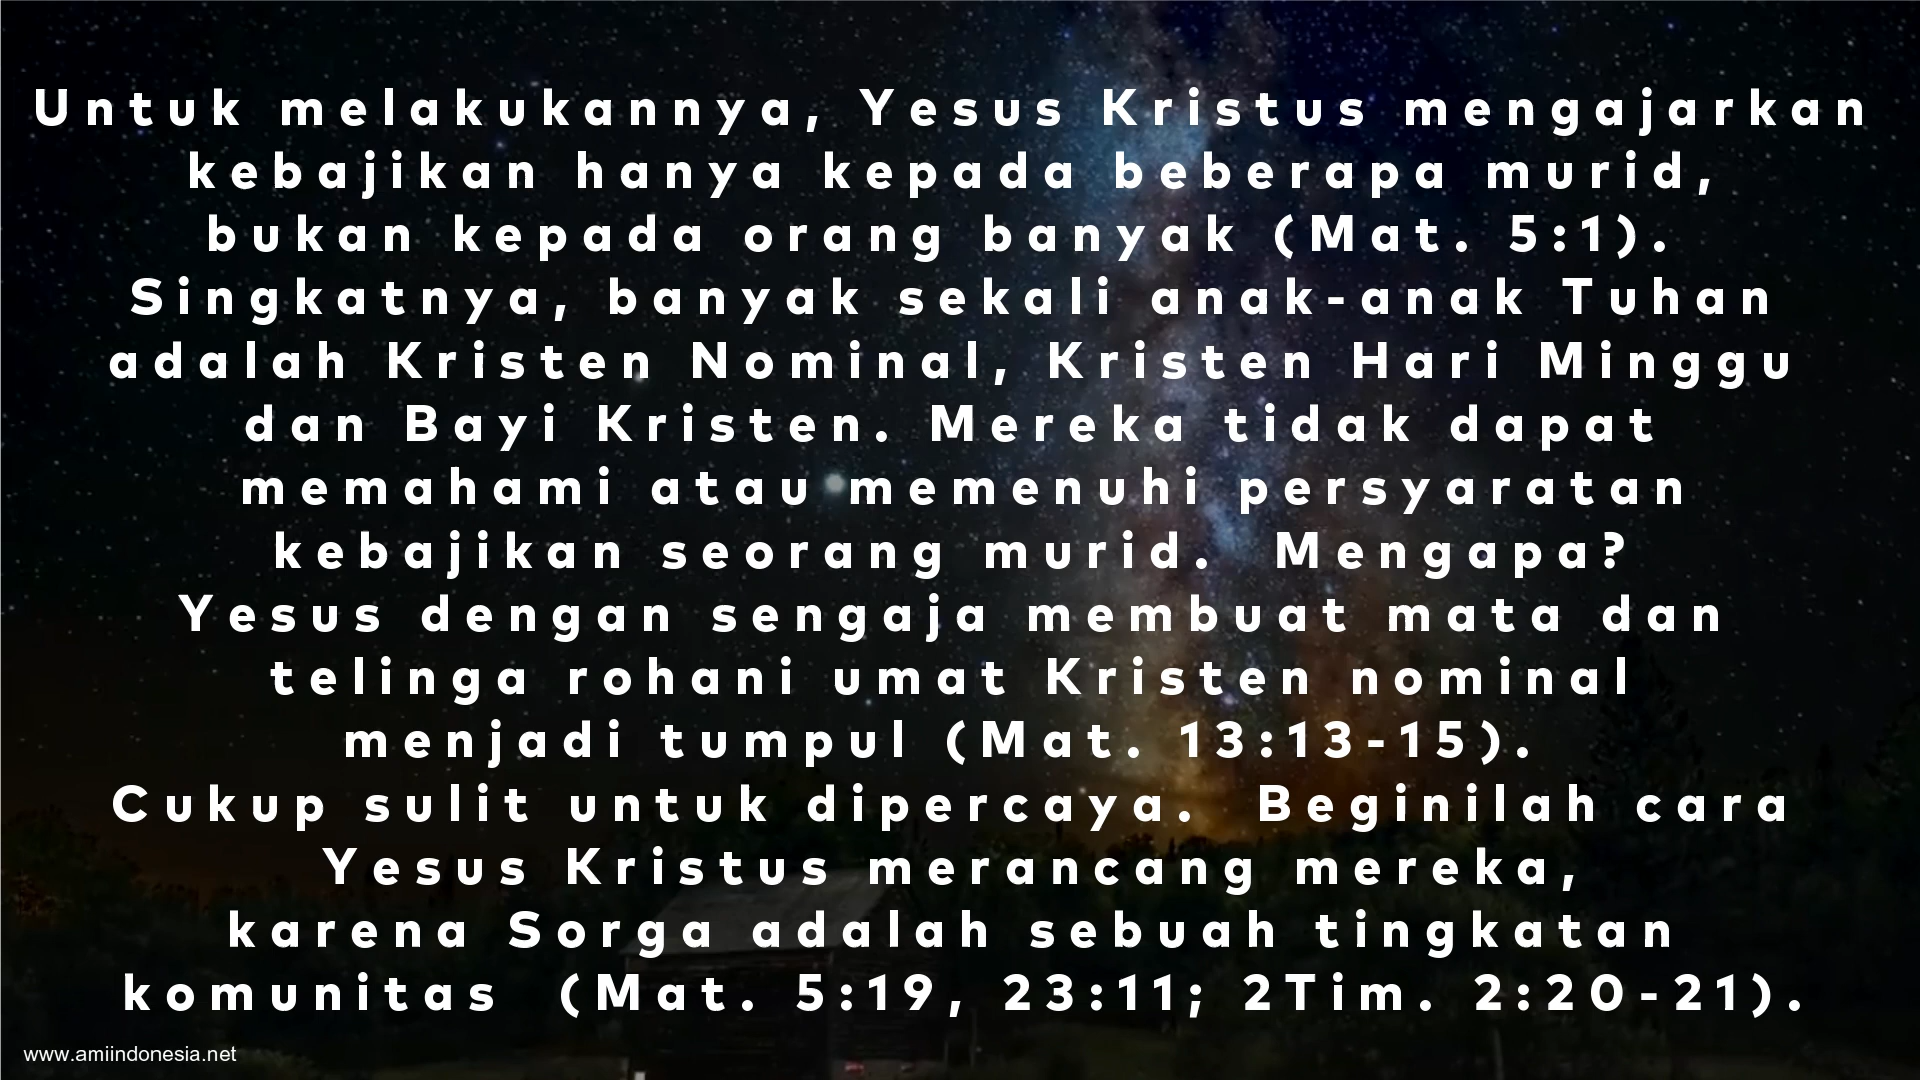 Untuk melakukannya, Yesus Kristus mengajarkan
kebajikan hanya kepada beberapa murid,
bukan kepada orang banyak (Mat. 5:1).
Singkatnya, banyak sekali anak-anak Tuhan
adalah Kristen Nominal, Kristen Hari Minggu
dan Bayi Kristen. Mereka tidak dapat
memahami atau memenuhi persyaratan
kebajikan seorang murid. Mengapa?
Yesus dengan sengaja membuat mata dan
telinga rohani umat Kristen nominal
menjadi tumpul (Mat. 13:13-15).
Cukup sulit untuk dipercaya. Beginilah cara
Yesus Kristus merancang mereka,
karena Sorga adalah sebuah tingkatan
komunitas (Mat. 5:19, 23:11; 2Tim. 2:20-21).
www.amiindonesia.net